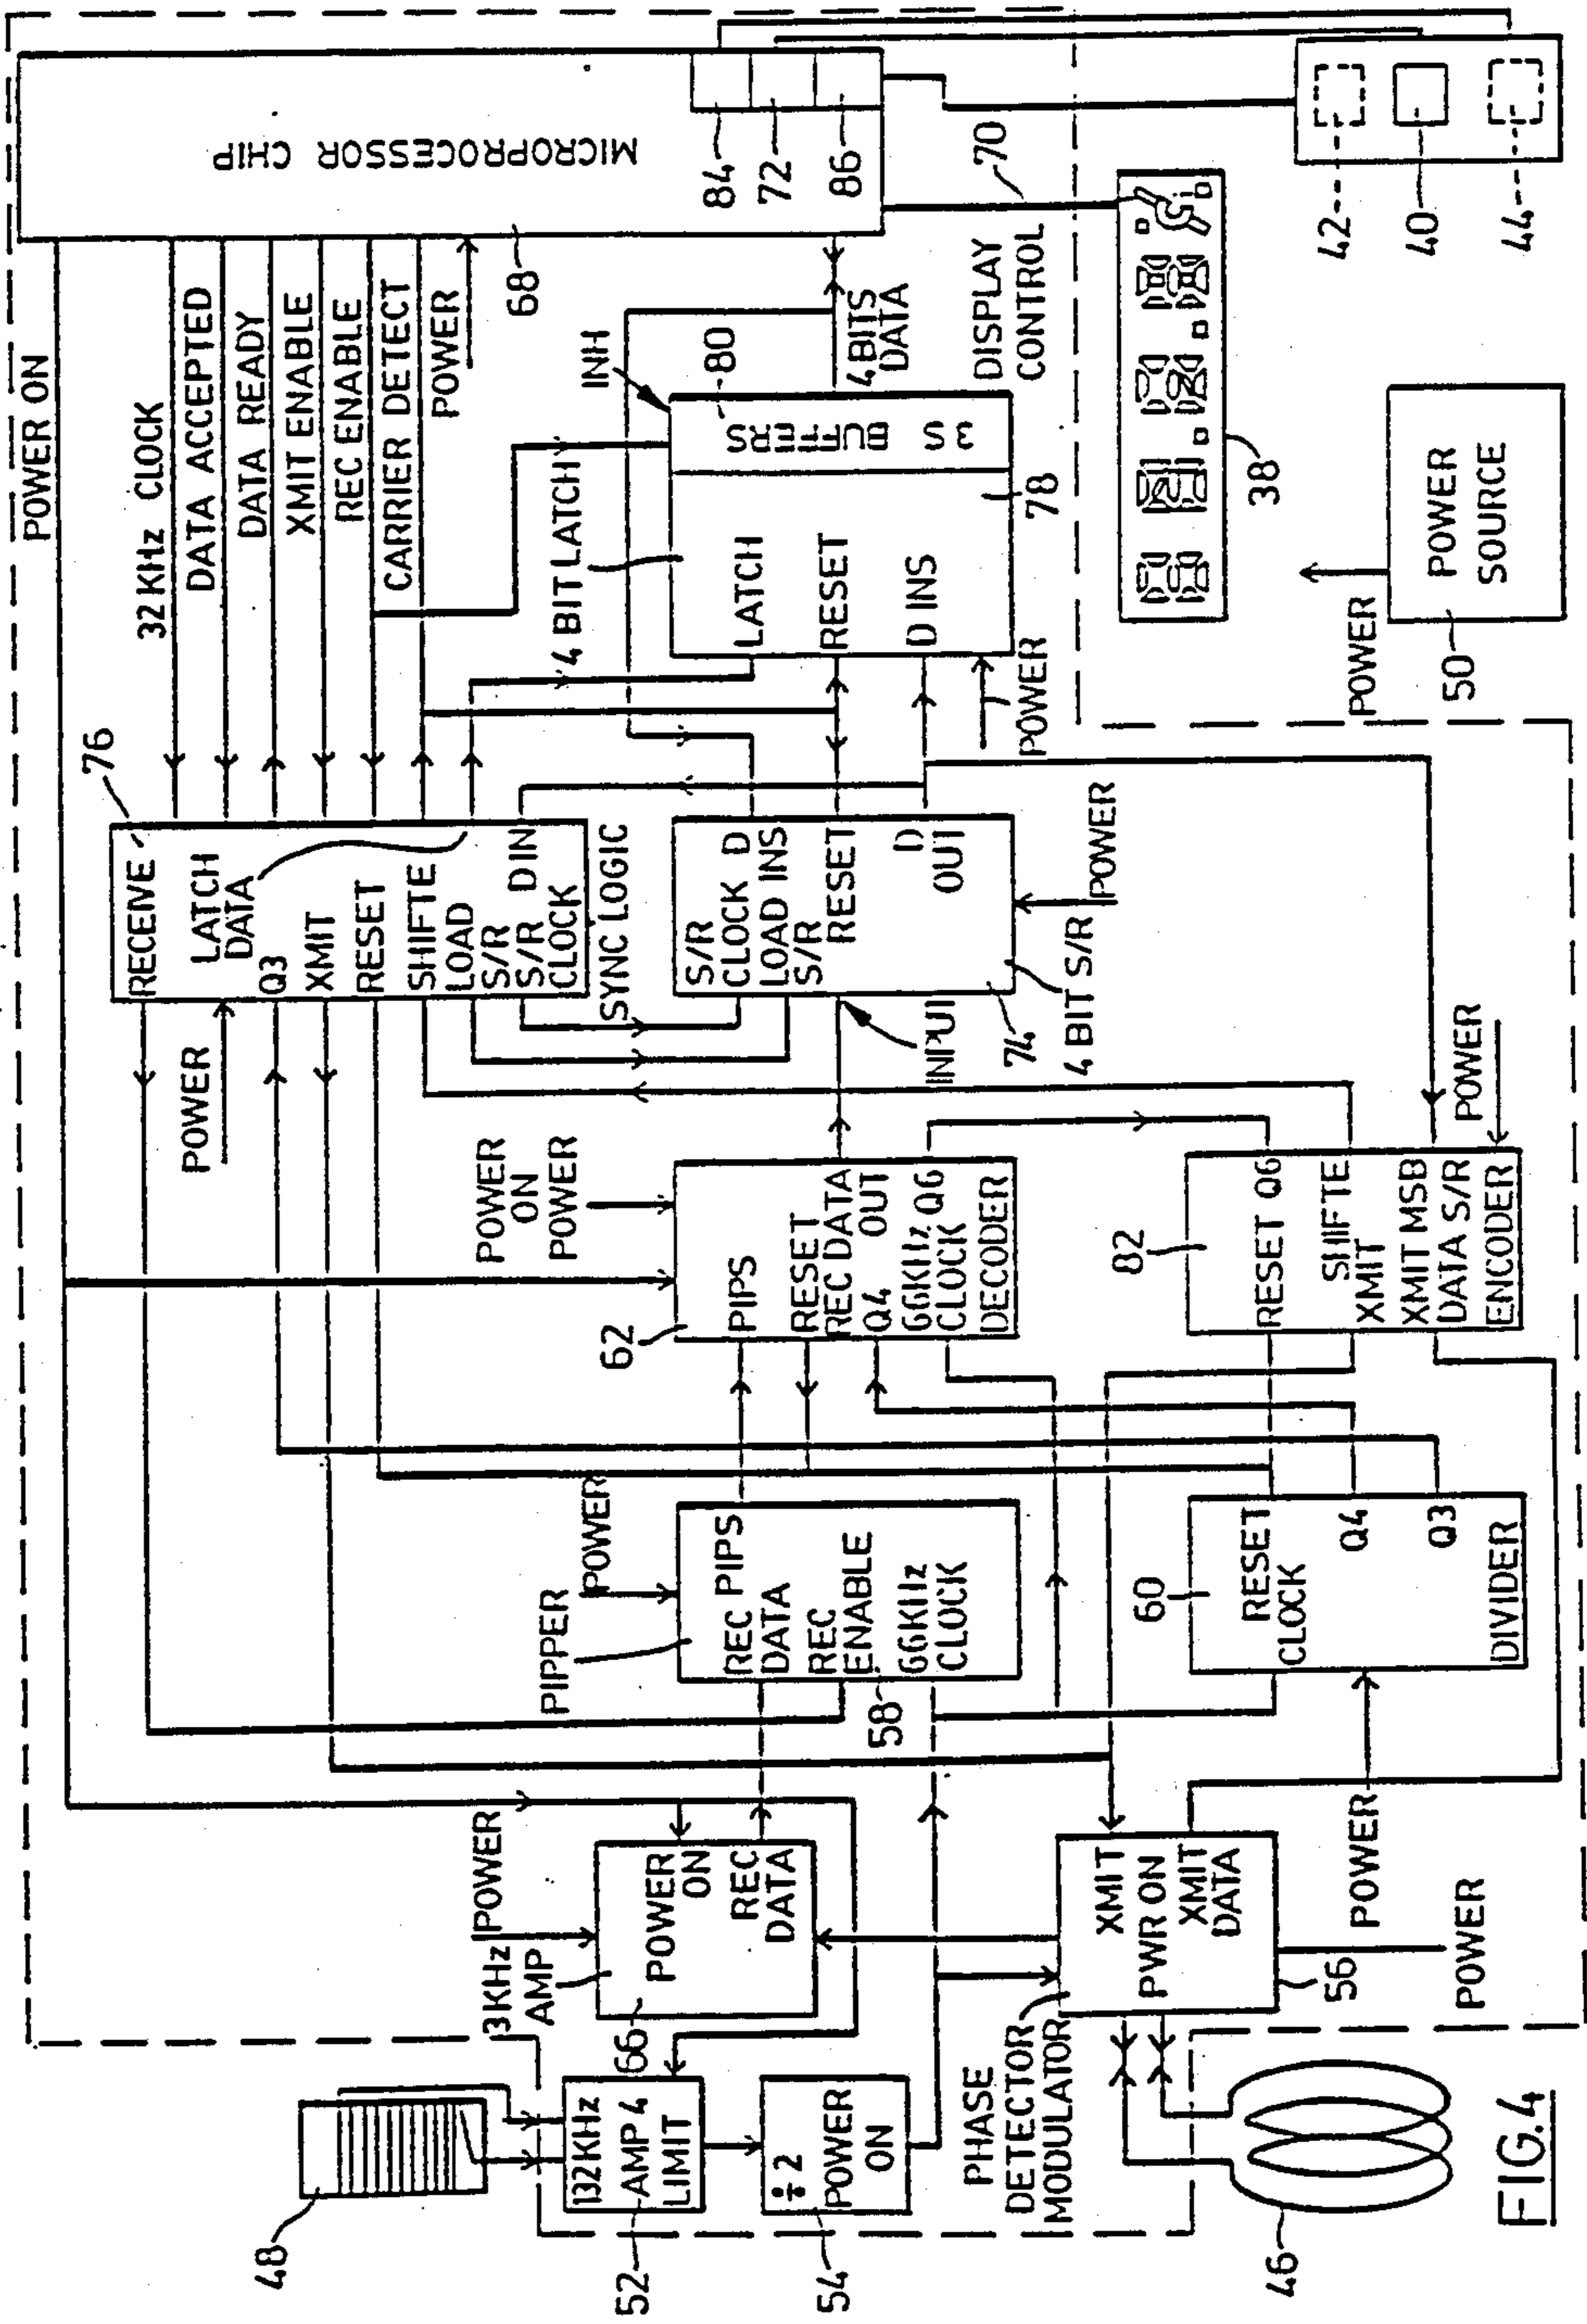 POWER ON
32 KHz CLOCK
DATA ACCEPTED
DATA READY
XMIT ENABLE
REC ENABLE
CARRIER DETECT
POWER
MICROPROCESSOR CHIP
68
84
72
86
70
76
RECEIVE
LATCH
DATA
Q3
XMIT
RESET
SHIFTE
LOAD
S/R
S/R D IN
CLOCK
SYNC LOGIC
POWER
4 BIT LATCH
INH
80
3 S BUFFERS
LATCH
RESET
D INS
78
4 BITS
DATA
DISPLAY
CONTROL
POWER
S/R
CLOCK D
LOAD INS
S/R
RESET
D
OUT
INPUT
74
4 BIT S/R
POWER
38
42
40
44
POWER
50
POWER
SOURCE
POWER
ON
POWER
62
PIPS
RESET
REC DATA
OUT
Q4
66KHz Q6
CLOCK
DECODER
82
RESET Q6
SHIFTE
XMIT
XMIT MSB
DATA S/R
ENCODER
POWER
PIPPER
POWER
REC PIPS
DATA
REC
ENABLE
66KHz
CLOCK
58
60
RESET
CLOCK
Q4
Q3
DIVIDER
POWER
POWER
3 KHz
AMP
POWER
ON
REC
DATA
66
48
132KHz
AMP 4
LIMIT
52
÷2
POWER
ON
54
PHASE
DETECTOR
MODULATOR
XMIT
PWR ON
XMIT
DATA
56
POWER
46
FIG.4